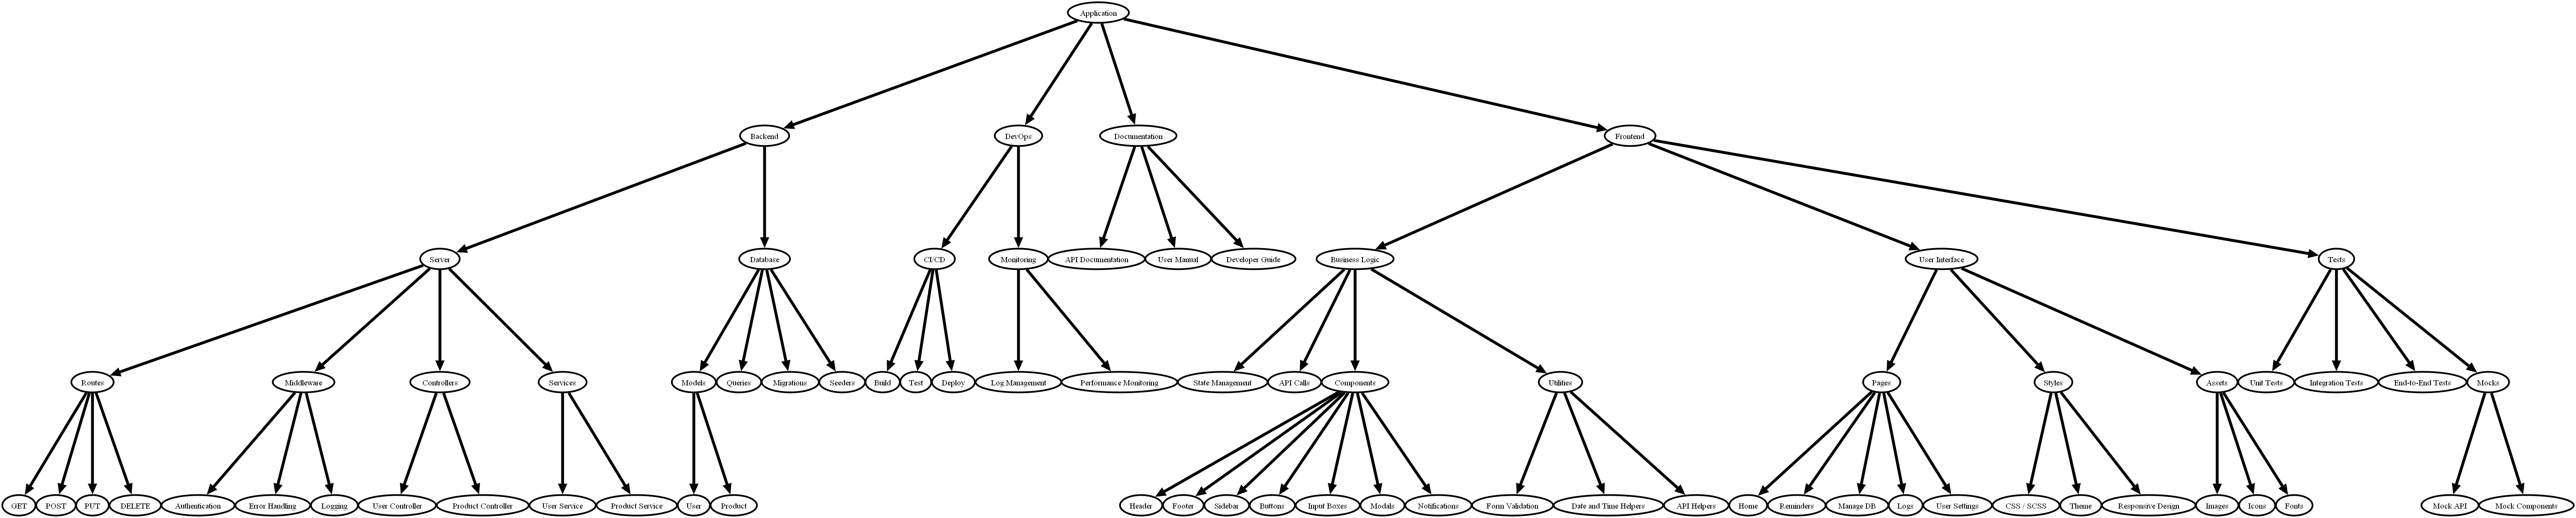 Application
Backend
DevOps
Documentation
Frontend
Server
Database
CI/CD
Monitoring
API Documentation
User Manual
Developer Guide
Business Logic
User Interface
Tests
Routes
Middleware
Controllers
Services
Models
Queries
Migrations
Seeders
Build
Test
Deploy
Log Management
Performance Monitoring
State Management
API Calls
Components
Utilities
Pages
Styles
Assets
Unit Tests
Integration Tests
End-to-End Tests
Mocks
GET
POST
PUT
DELETE
Authentication
Error Handling
Logging
User Controller
Product Controller
User Service
Product Service
User
Product
Header
Footer
Sidebar
Buttons
Input Boxes
Modals
Notifications
Form Validation
Date and Time Helpers
API Helpers
Home
Reminders
Manage DB
Logs
User Settings
CSS / SCSS
Theme
Responsive Design
Images
Icons
Fonts
Mock API
Mock Components